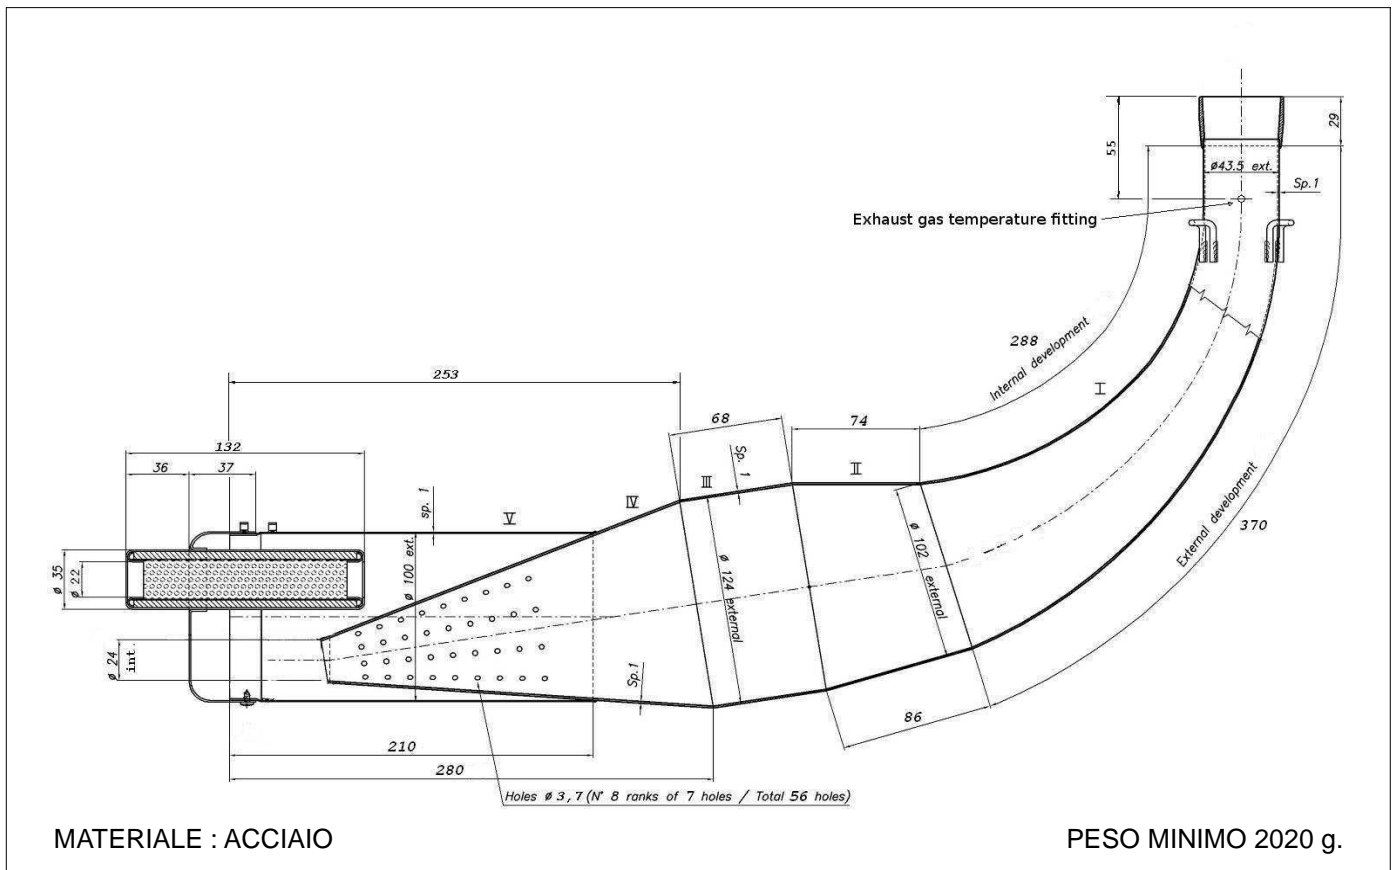 29
55
ø43.5 ext.
Sp.1
Exhaust gas temperature fitting
288
Internal development
I
253
68
74
132
Sp. 1
II
36
37
III
sp. 1
V
IV
370
External development
ø 35
ø 22
ø 100 ext.
ø 102 external
ø 124 external
ø 24 int.
Sp.1
86
210
280
Holes ø 3,7 (N° 8 ranks of 7 holes / Total 56 holes)
MATERIALE : ACCIAIO
PESO MINIMO 2020 g.